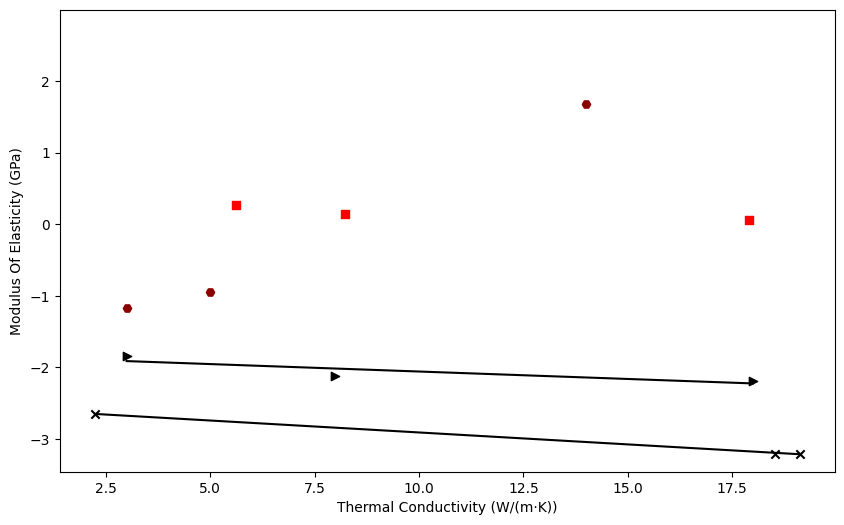 2
1
0
−1
−2
−3
Modulus Of Elasticity (GPa)
2.5 5.0 7.5 10.0 12.5 15.0 17.5
Thermal Conductivity (W/(m·K))